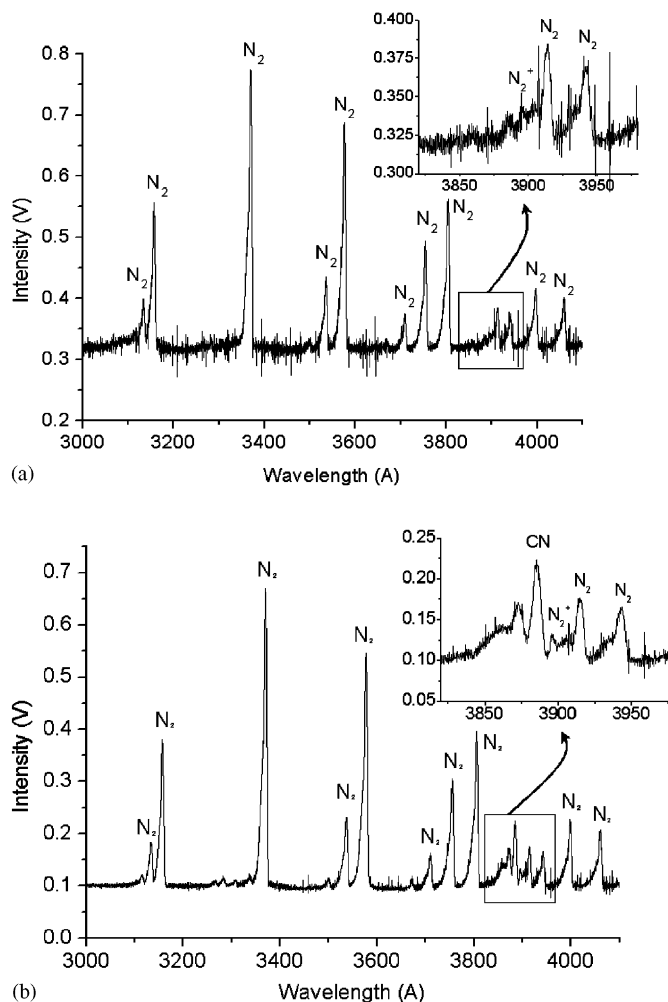 0.8
0.7
0.6
0.5
0.4
0.3
0.2
3000 3200 3400 3600 3800 4000
Intensity (V)
Wavelength (A)
N₂
N₂
N₂
N₂
N₂
N₂
N₂
N₂
N₂
N₂
0.400
0.375
0.350
0.325
0.300
3850 3900 3950
N₂⁺
N₂
N₂
(a)
0.7
0.6
0.5
0.4
0.3
0.2
0.1
0.0
3000 3200 3400 3600 3800 4000
Intensity (V)
Wavelength (A)
N₂
N₂
N₂
N₂
N₂
N₂
N₂
N₂
N₂
N₂
0.25
0.20
0.15
0.10
0.05
3850 3900 3950
CN
N₂⁺
N₂
N₂
(b)